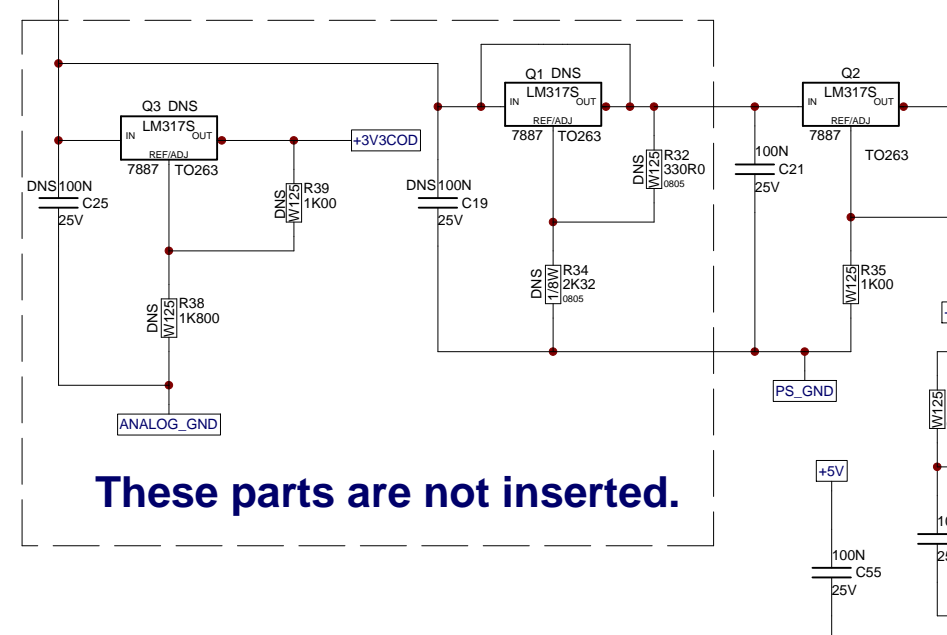 Q3 DNS
LM317S
IN
OUT
REF/ADJ
7887
TO263
+3V3COD
DNS
100N
C25
25V
DNS
W125
R39
1K00
DNS
W125
R38
1K800
ANALOG_GND
Q1 DNS
LM317S
IN
OUT
REF/ADJ
7887
TO263
DNS
100N
C19
25V
DNS
W125
R32
330R0
0805
DNS
1/8W
R34
2K32
0805
Q2
LM317S
IN
OUT
REF/ADJ
7887
TO263
100N
C21
25V
W125
R35
1K00
PS_GND
W125
These parts are not inserted.
+5V
100N
C55
25V